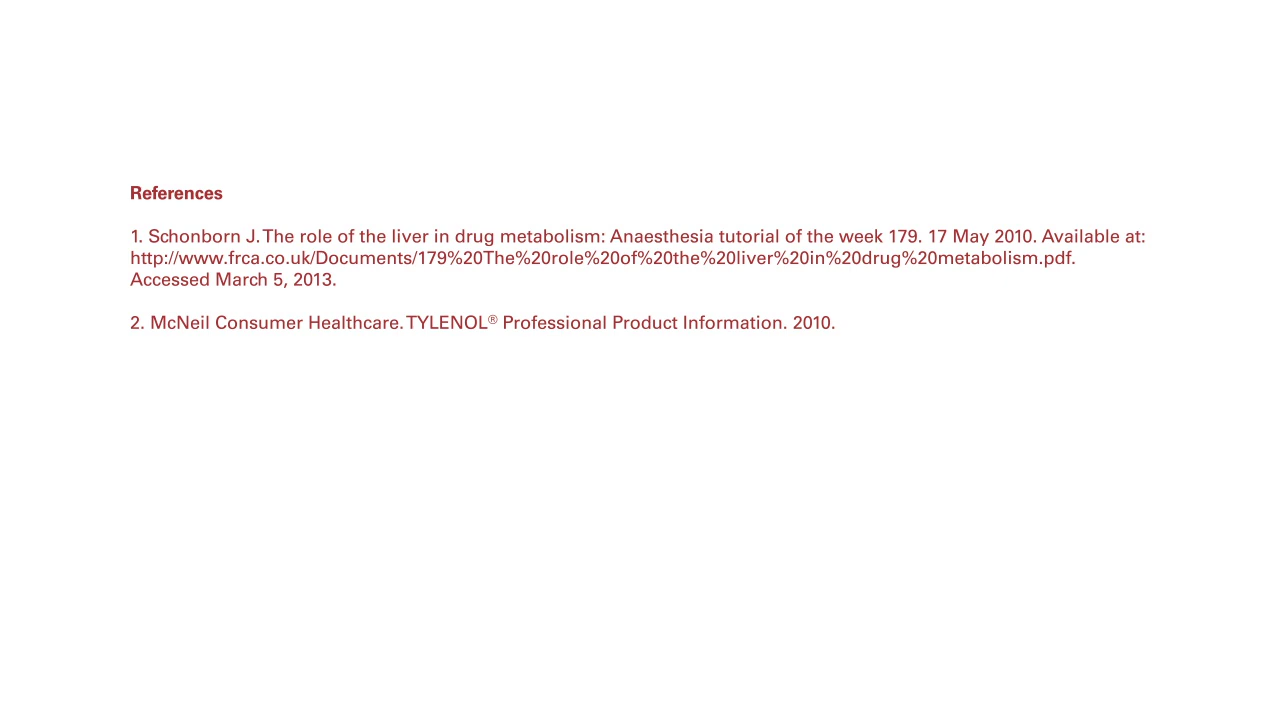 References
1. Schonborn J. The role of the liver in drug metabolism: Anaesthesia tutorial of the week 179. 17 May 2010. Available at:
http://www.frca.co.uk/Documents/179%20The%20role%20of%20the%20liver%20in%20drug%20metabolism.pdf.
Accessed March 5, 2013.
2. McNeil Consumer Healthcare. TYLENOL® Professional Product Information. 2010.